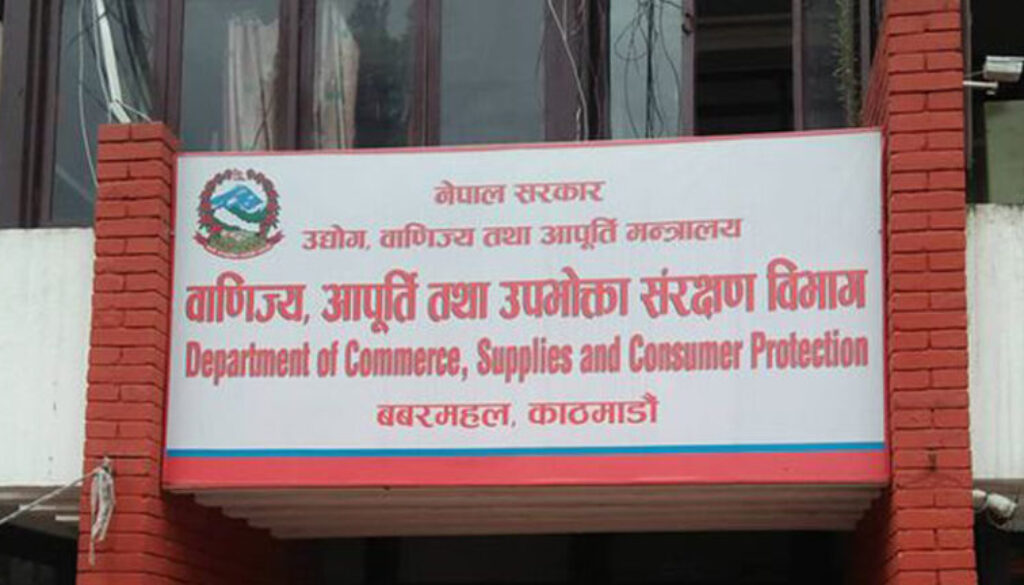 नेपाल सरकार
उद्योग, वाणिज्य तथा आपूर्ति मन्त्रालय
वाणिज्य, आपूर्ति तथा उपभोक्ता संरक्षण विभाग
Department of Commerce, Supplies and Consumer Protection
बबरमहल, काठमाडौं